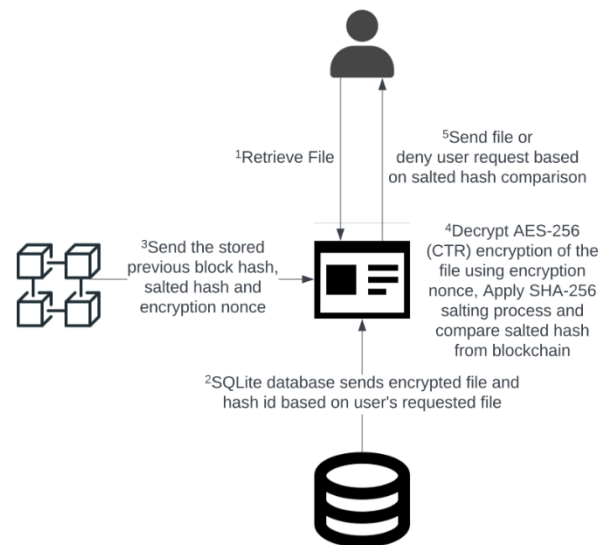 ¹Retrieve File
⁵Send file or
deny user request based
on salted hash comparison
³Send the stored
previous block hash,
salted hash and
encryption nonce
⁴Decrypt AES-256
(CTR) encryption of the
file using encryption
nonce, Apply SHA-256
salting process and
compare salted hash
from blockchain
²SQLite database sends encrypted file and
hash id based on user's requested file